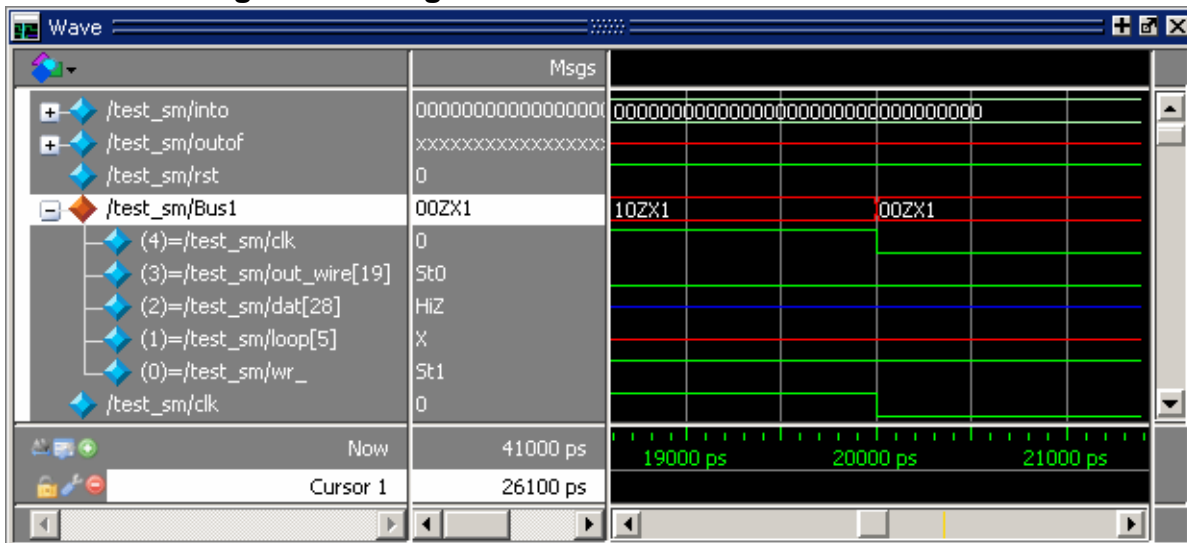 Wave
Msgs
/test_sm/into 0000000000000000 00000000000000000000000000000000
/test_sm/outof xxxxxxxxxxxxxxxx
/test_sm/rst 0
/test_sm/Bus1 00ZX1 10ZX1 00ZX1
(4)=/test_sm/clk 0
(3)=/test_sm/out_wire[19] St0
(2)=/test_sm/dat[28] HiZ
(1)=/test_sm/loop[5] X
(0)=/test_sm/wr_ St1
/test_sm/clk 0
Now 41000 ps 19000 ps 20000 ps 21000 ps
Cursor 1 26100 ps